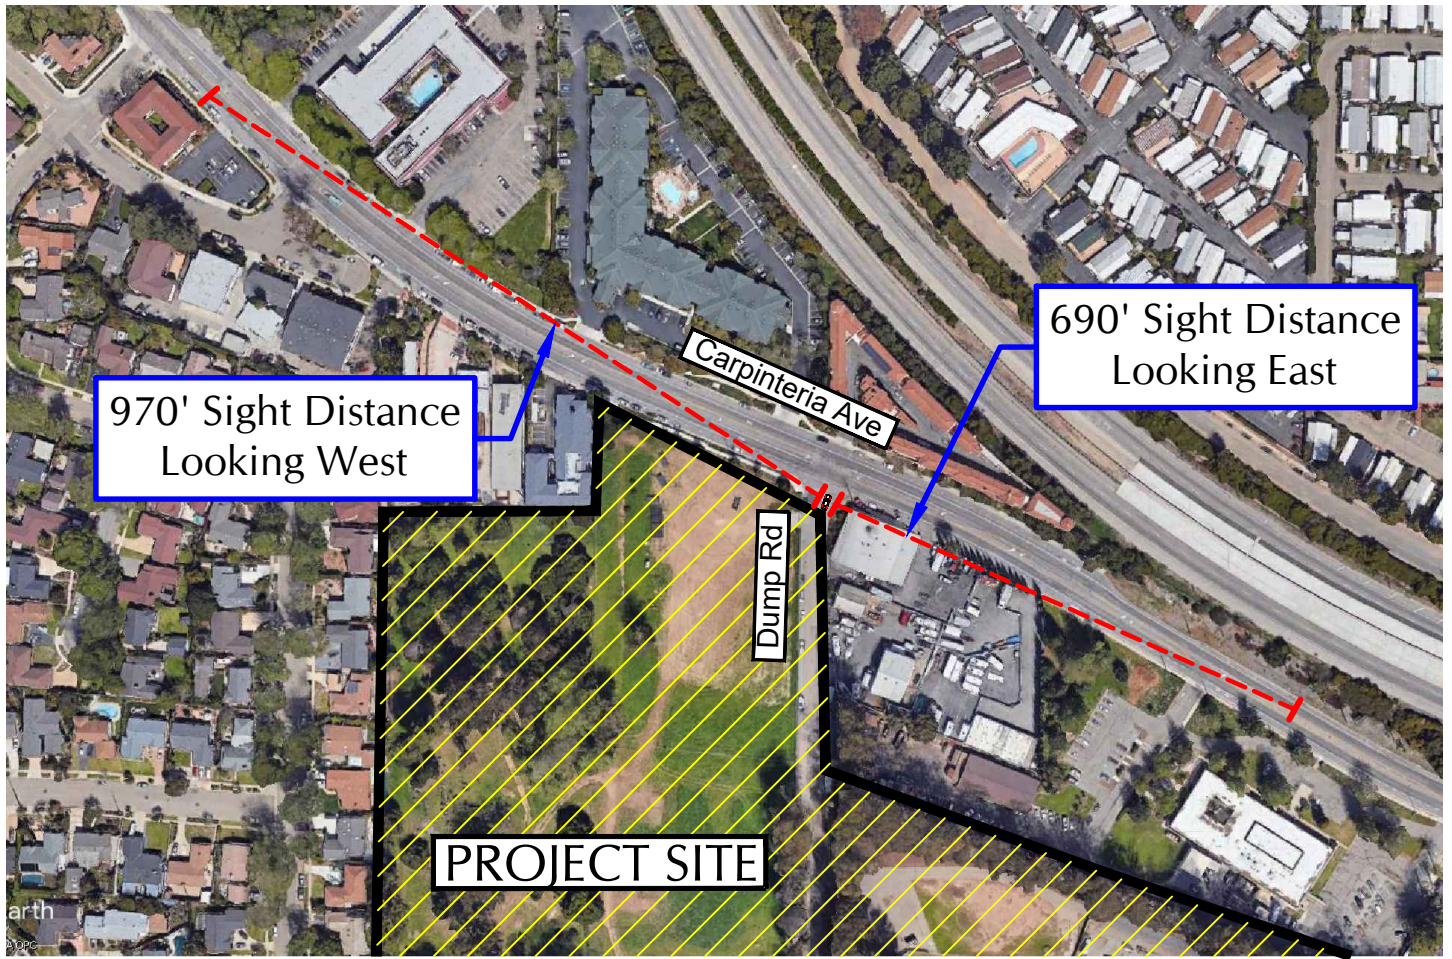 690' Sight Distance
Looking East
Carpinteria Ave
970' Sight Distance
Looking West
Dump Rd
PROJECT SITE
arth